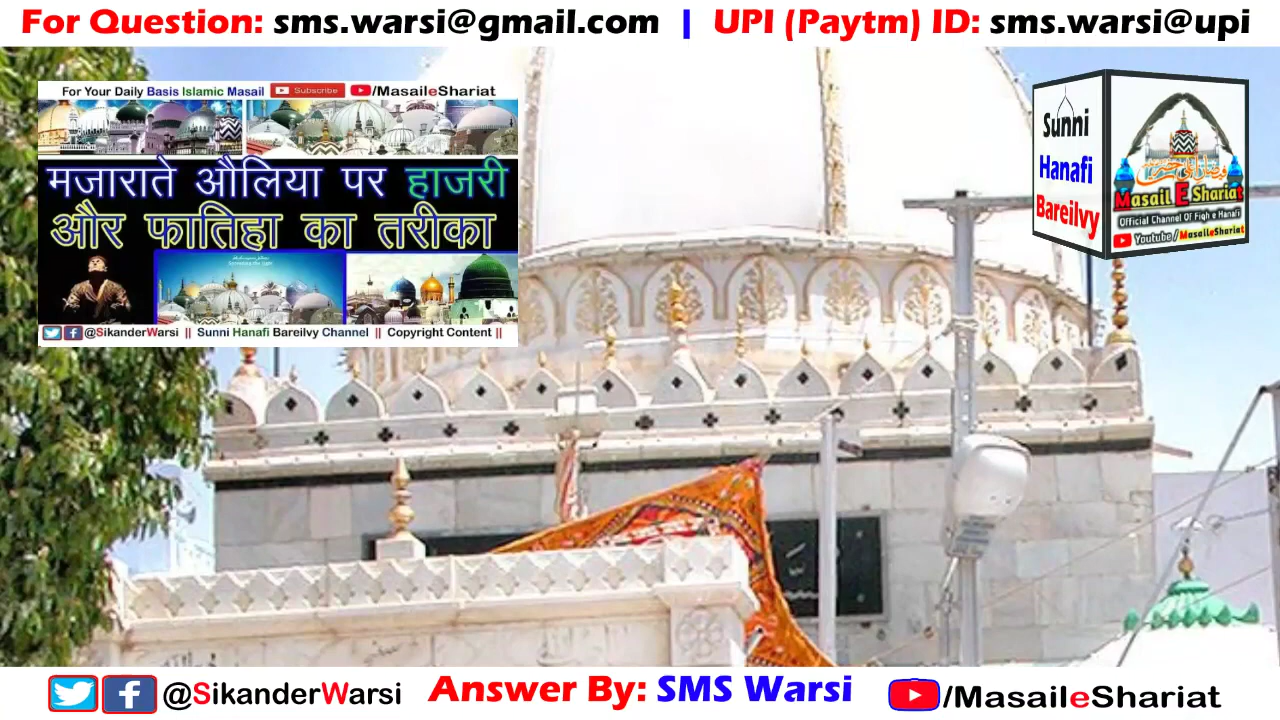 For Question: sms.warsi@gmail.com | UPI (Paytm) ID: sms.warsi@upi
For Your Daily Basis Islamic Masail Subscribe /MasaileShariat
मजाराते औलिया पर हाजरी
और फातिहा का तरीका
@SikanderWarsi || Sunni Hanafi Bareilvy Channel || Copyright Content ||
Sunni
Hanafi
Bareilvy
Masail E Shariat
Official Channel Of Fiqh e Hanafi
Youtube / MasaileShariat
@SikanderWarsi Answer By: SMS Warsi /MasaileShariat